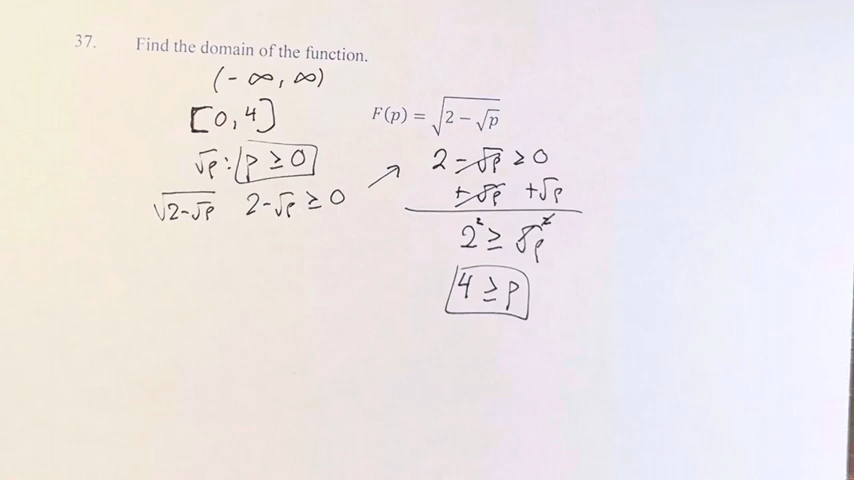 37. Find the domain of the function.
(-∞, ∞)
[0,4]
F(p) = √(2 − √p)
√p : p ≥ 0
√(2-√p) 2-√p ≥ 0
2 - √p ≥ 0
+√p +√p
2² ≥ √p²
4 ≥ p